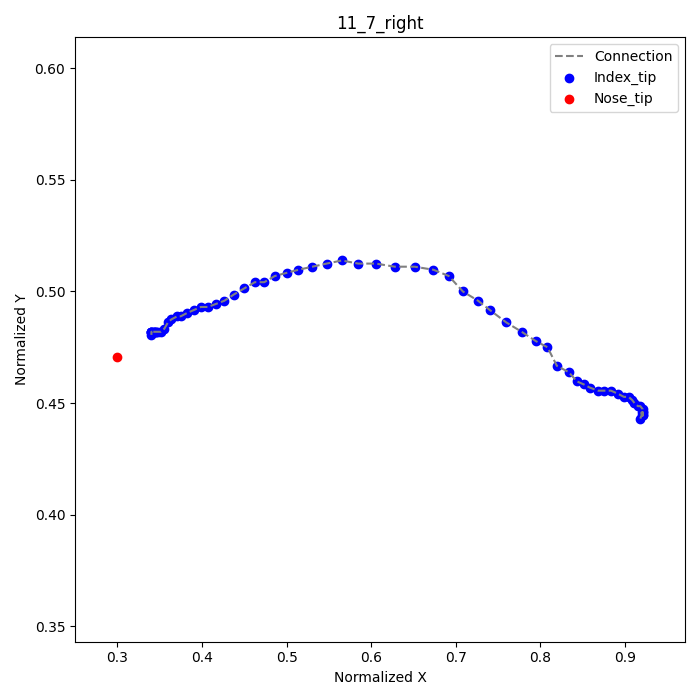 11_7_right
Connection
Index_tip
Nose_tip
0.60
0.55
0.50
0.45
0.40
0.35
Normalized Y
0.3 0.4 0.5 0.6 0.7 0.8 0.9
Normalized X